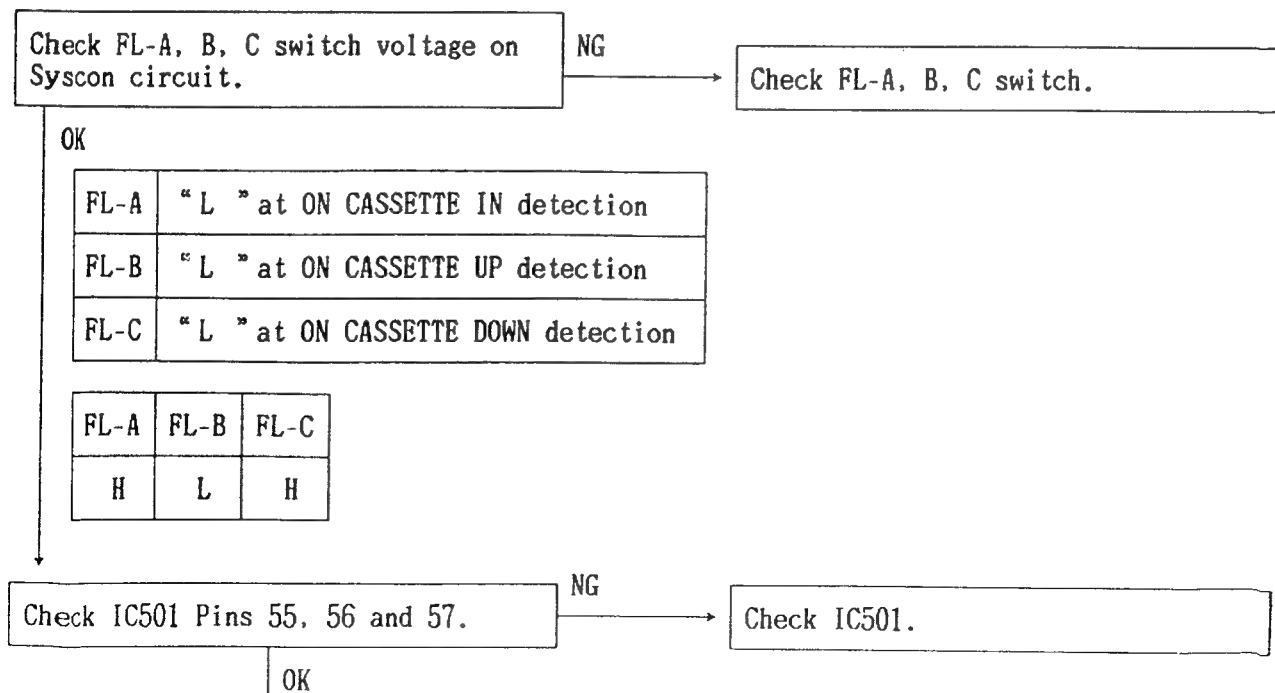 Check FL-A, B, C switch voltage on
Syscon circuit.
NG
Check FL-A, B, C switch.
OK
FL-A "L " at ON CASSETTE IN detection
FL-B "L " at ON CASSETTE UP detection
FL-C "L " at ON CASSETTE DOWN detection
FL-A FL-B FL-C
H L H
Check IC501 Pins 55, 56 and 57.
NG
Check IC501.
OK